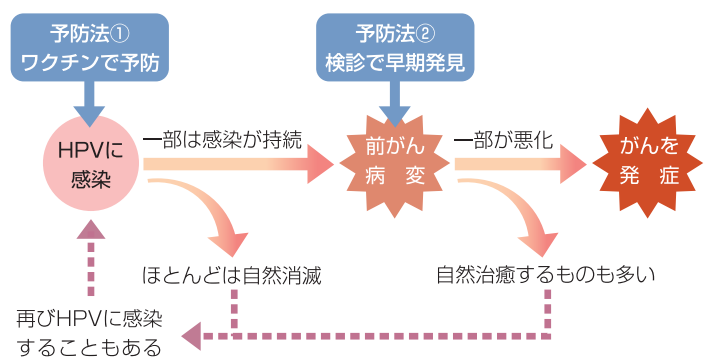 予防法①
ワクチンで予防
予防法②
検診で早期発見
HPVに
感染
一部は感染が持続
前がん
病変
一部が悪化
がんを
発症
ほとんどは自然消滅
自然治癒するものも多い
再びHPVに感染
することもある